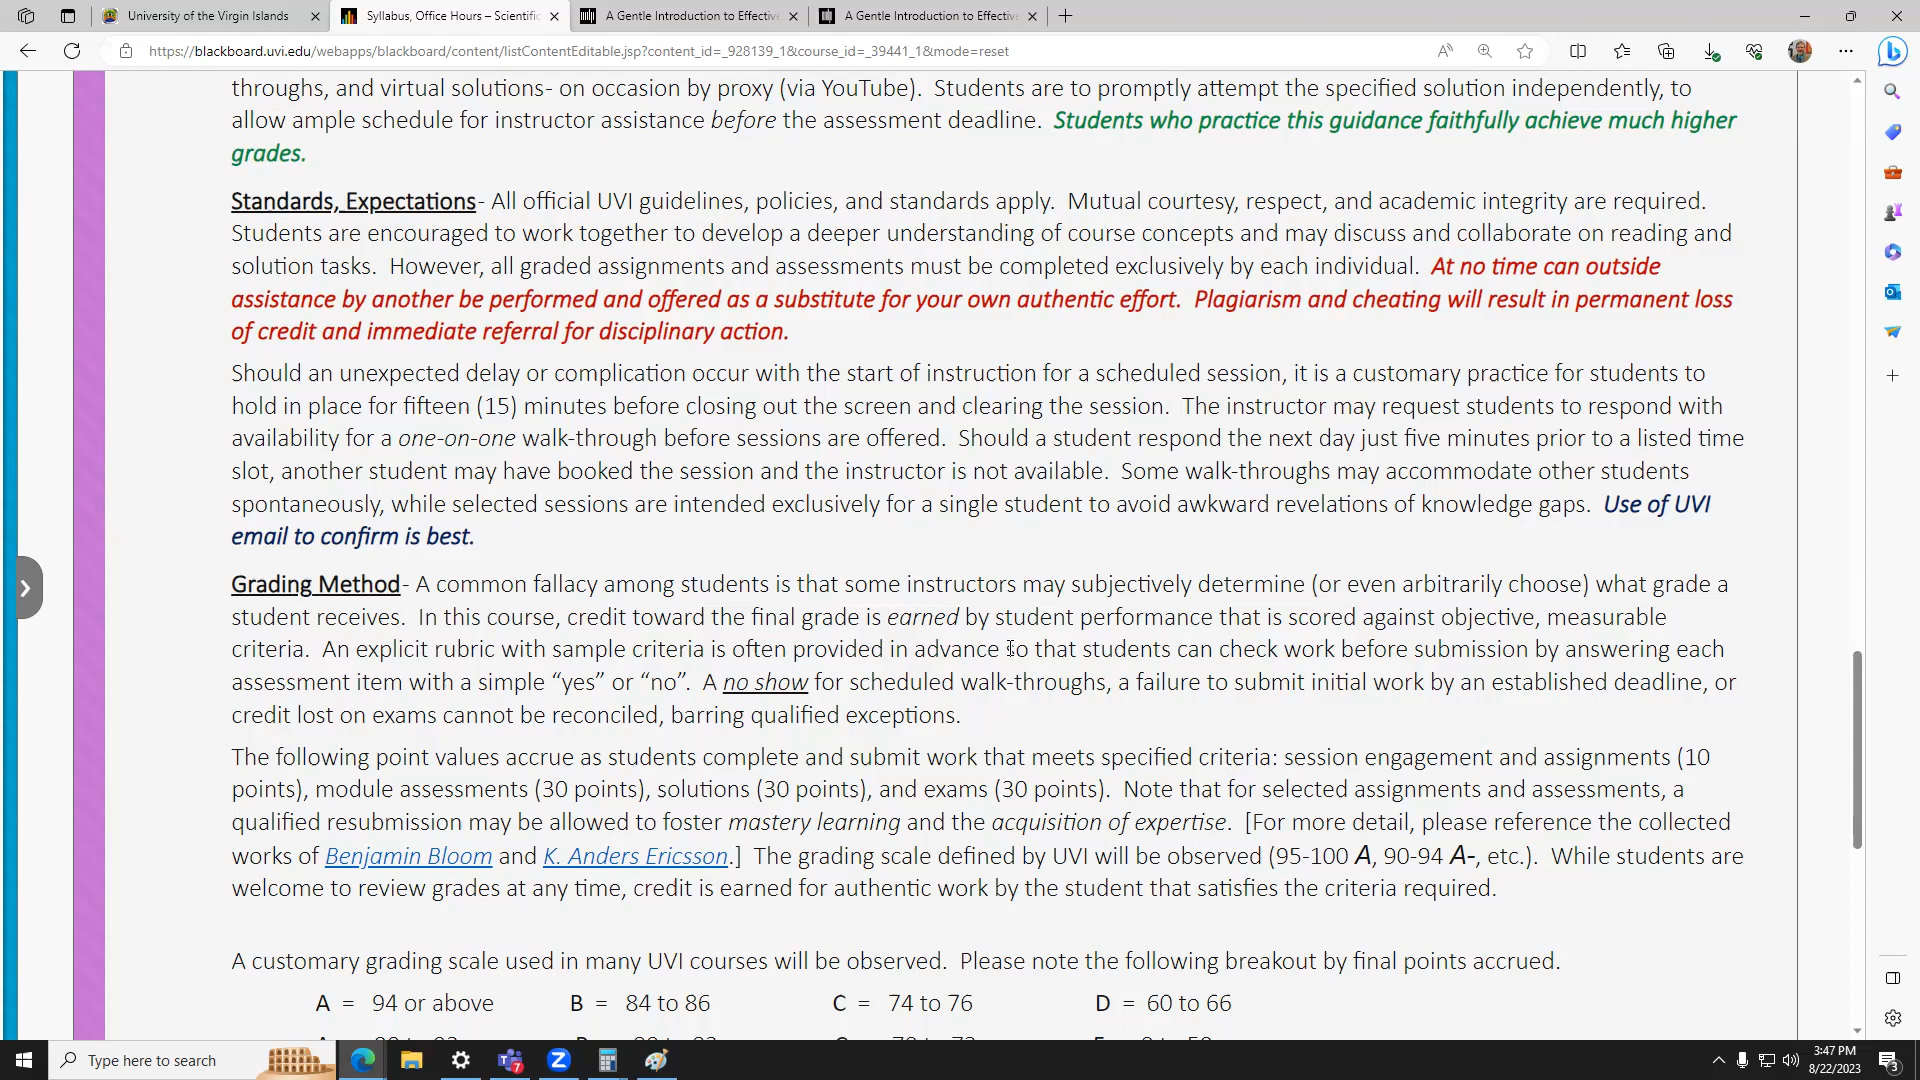 University of the Virgin Islands
Syllabus, Office Hours – Scientific
A Gentle Introduction to Effective
A Gentle Introduction to Effective
https://blackboard.uvi.edu/webapps/blackboard/content/listContentEditable.jsp?content_id=_928139_1&course_id=_39441_1&mode=reset
throughs, and virtual solutions- on occasion by proxy (via YouTube). Students are to promptly attempt the specified solution independently, to
allow ample schedule for instructor assistance before the assessment deadline. Students who practice this guidance faithfully achieve much higher
grades.
Standards, Expectations- All official UVI guidelines, policies, and standards apply. Mutual courtesy, respect, and academic integrity are required.
Students are encouraged to work together to develop a deeper understanding of course concepts and may discuss and collaborate on reading and
solution tasks. However, all graded assignments and assessments must be completed exclusively by each individual. At no time can outside
assistance by another be performed and offered as a substitute for your own authentic effort. Plagiarism and cheating will result in permanent loss
of credit and immediate referral for disciplinary action.
Should an unexpected delay or complication occur with the start of instruction for a scheduled session, it is a customary practice for students to
hold in place for fifteen (15) minutes before closing out the screen and clearing the session. The instructor may request students to respond with
availability for a one-on-one walk-through before sessions are offered. Should a student respond the next day just five minutes prior to a listed time
slot, another student may have booked the session and the instructor is not available. Some walk-throughs may accommodate other students
spontaneously, while selected sessions are intended exclusively for a single student to avoid awkward revelations of knowledge gaps. Use of UVI
email to confirm is best.
Grading Method- A common fallacy among students is that some instructors may subjectively determine (or even arbitrarily choose) what grade a
student receives. In this course, credit toward the final grade is earned by student performance that is scored against objective, measurable
criteria. An explicit rubric with sample criteria is often provided in advance so that students can check work before submission by answering each
assessment item with a simple “yes” or “no”. A no show for scheduled walk-throughs, a failure to submit initial work by an established deadline, or
credit lost on exams cannot be reconciled, barring qualified exceptions.
The following point values accrue as students complete and submit work that meets specified criteria: session engagement and assignments (10
points), module assessments (30 points), solutions (30 points), and exams (30 points). Note that for selected assignments and assessments, a
qualified resubmission may be allowed to foster mastery learning and the acquisition of expertise. [For more detail, please reference the collected
works of Benjamin Bloom and K. Anders Ericsson.] The grading scale defined by UVI will be observed (95-100 A, 90-94 A-, etc.). While students are
welcome to review grades at any time, credit is earned for authentic work by the student that satisfies the criteria required.
A customary grading scale used in many UVI courses will be observed. Please note the following breakout by final points accrued.
A = 94 or above B = 84 to 86 C = 74 to 76 D = 60 to 66
Type here to search
3:47 PM
8/22/2023